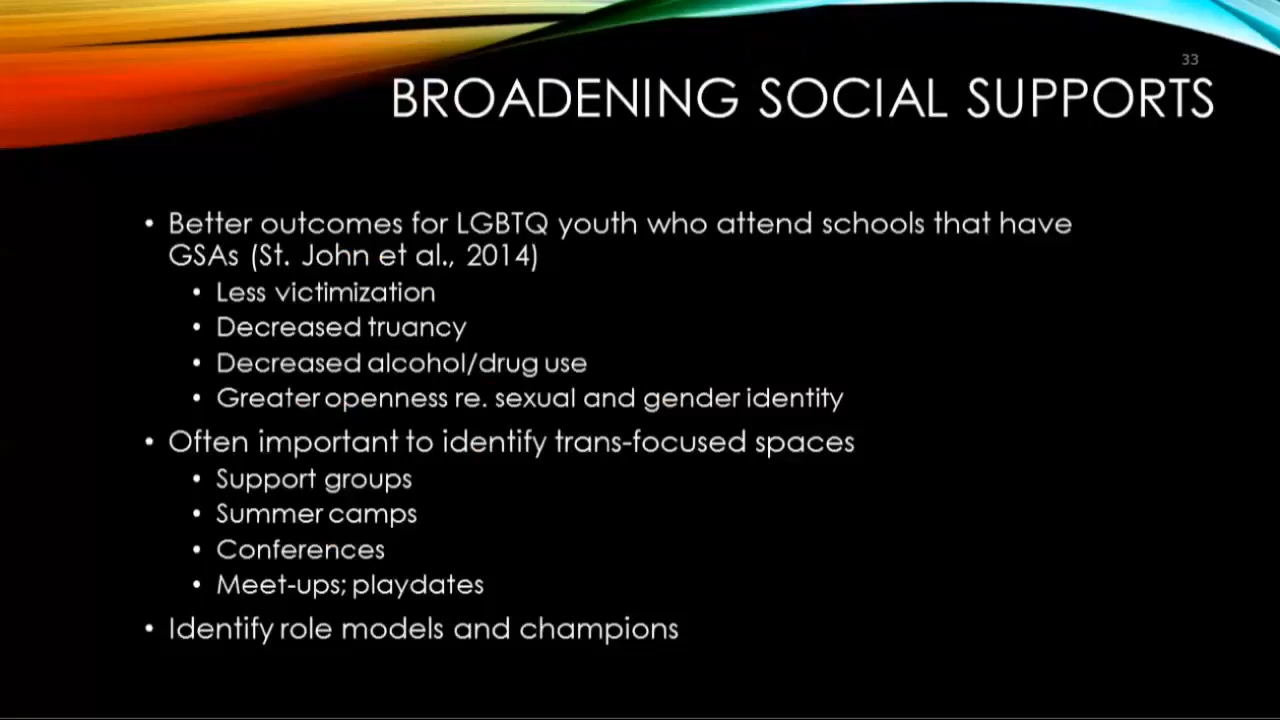 33
BROADENING SOCIAL SUPPORTS
• Better outcomes for LGBTQ youth who attend schools that have
GSAs (St. John et al., 2014)
• Less victimization
• Decreased truancy
• Decreased alcohol/drug use
• Greater openness re. sexual and gender identity
• Often important to identify trans-focused spaces
• Support groups
• Summer camps
• Conferences
• Meet-ups; playdates
• Identify role models and champions